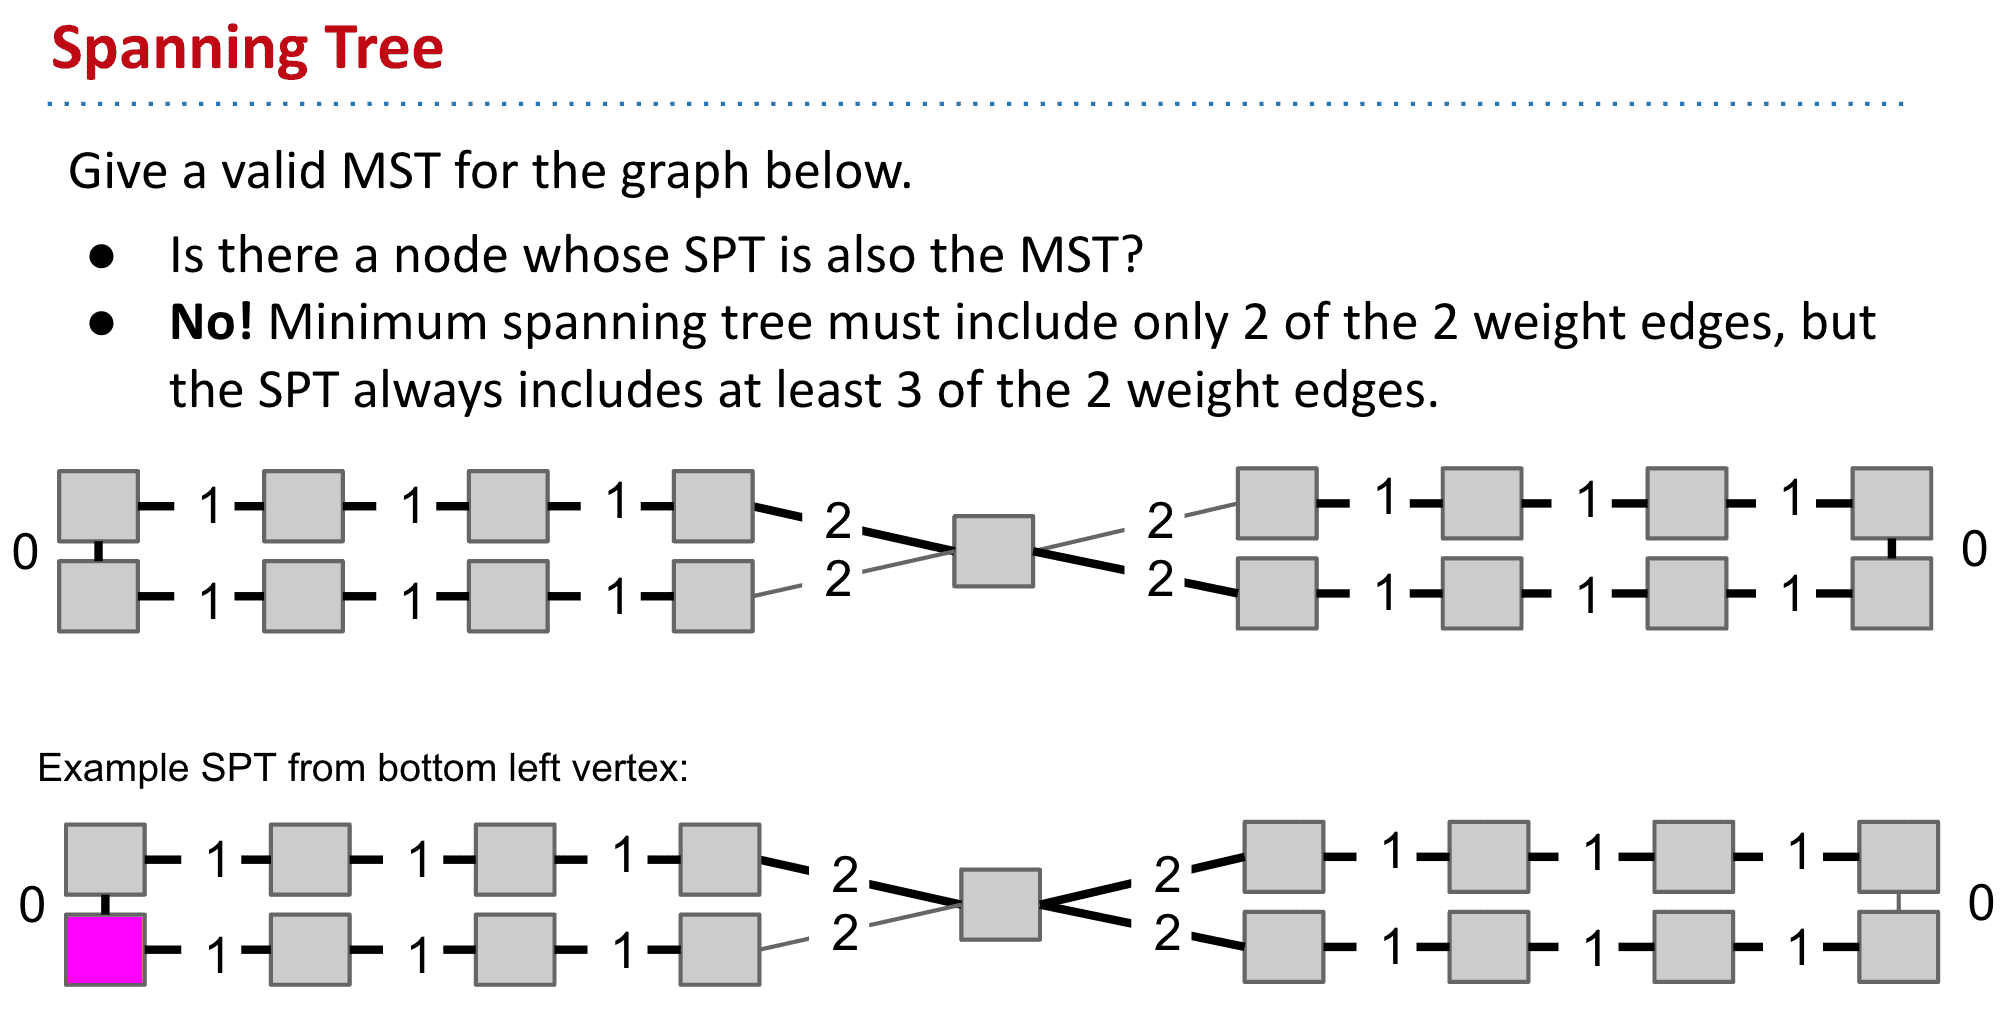 Spanning Tree
Give a valid MST for the graph below.
● Is there a node whose SPT is also the MST?
● No! Minimum spanning tree must include only 2 of the 2 weight edges, but
the SPT always includes at least 3 of the 2 weight edges.
1 1 1 2 2 1 1 1
0 0
1 1 1 2 2 1 1 1
Example SPT from bottom left vertex:
1 1 1 2 2 1 1 1
0 0
1 1 1 2 2 1 1 1